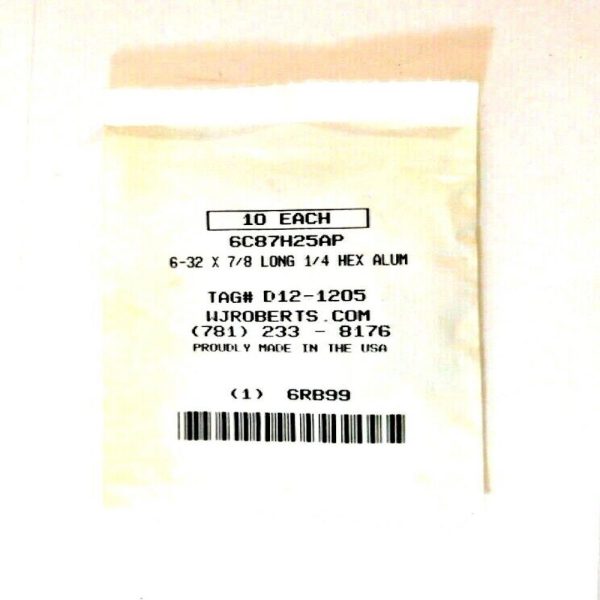 10 EACH
6C87H25AP
6-32 X 7/8 LONG 1/4 HEX ALUM
TAG# D12-1205
WJROBERTS.COM
(781) 233 - 8176
PROUDLY MADE IN THE USA
(1) 6RB99